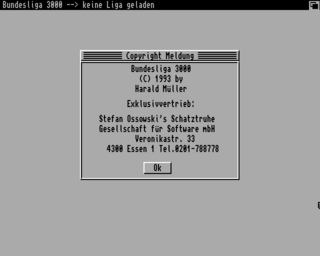 Bundesliga 3000 --> keine Liga geladen
Copyright Meldung
Bundesliga 3000
(C) 1993 by
Harald Müller
Exklusivvertrieb:
Stefan Ossowski's Schatztruhe
Gesellschaft für Software mbH
Veronikastr. 33
4300 Essen 1 Tel.0201-788778
Ok